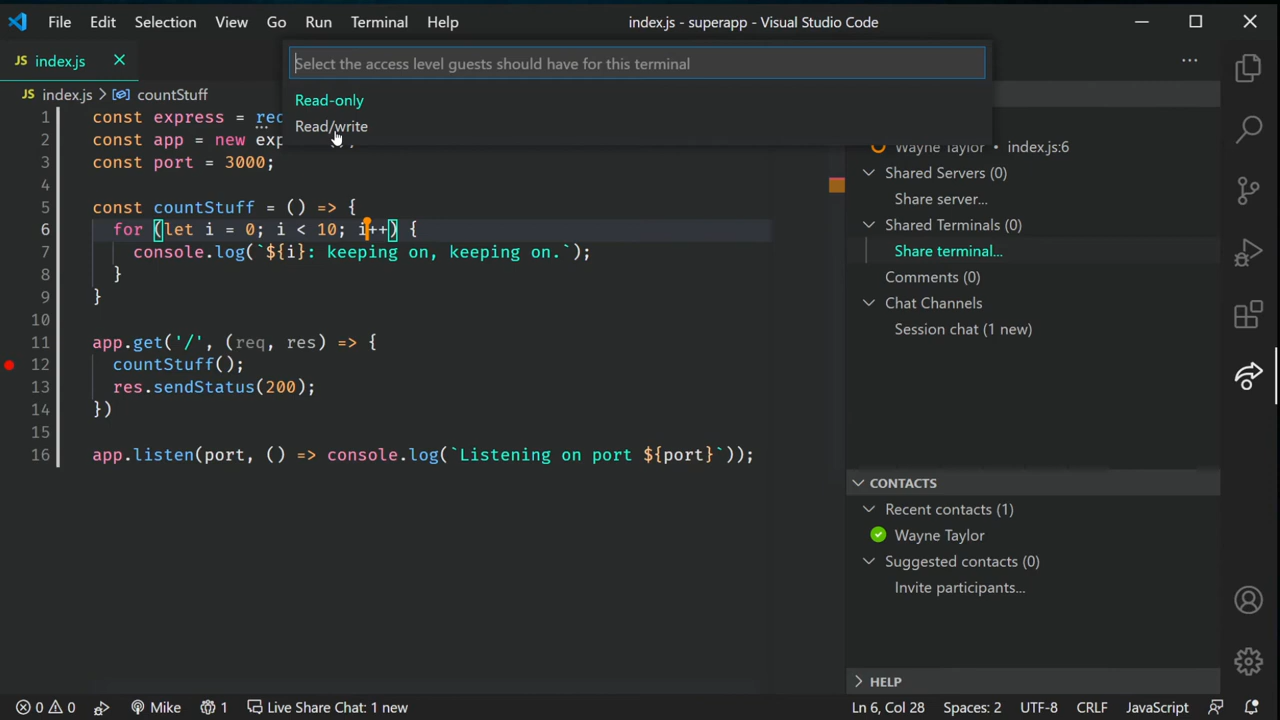 File Edit Selection View Go Run Terminal Help index.js - superapp - Visual Studio Code
JS index.js
Select the access level guests should have for this terminal
Read-only
Read/write
JS index.js > countStuff
1 const express =
2 const app = new
3 const port = 3000;
4
5 const countStuff = () => {
6 for (let i = 0; i < 10; i++) {
7 console.log(`${i}: keeping on, keeping on.`);
8 }
9 }
10
11 app.get('/', (req, res) => {
12 countStuff();
13 res.sendStatus(200);
14 })
15
16 app.listen(port, () => console.log(`Listening on port ${port}`));
Wayne Taylor • index.js:6
Shared Servers (0)
Share server...
Shared Terminals (0)
Share terminal...
Comments (0)
Chat Channels
Session chat (1 new)
CONTACTS
Recent contacts (1)
Wayne Taylor
Suggested contacts (0)
Invite participants...
HELP
0 0 Mike 1 Live Share Chat: 1 new Ln 6, Col 28 Spaces: 2 UTF-8 CRLF JavaScript